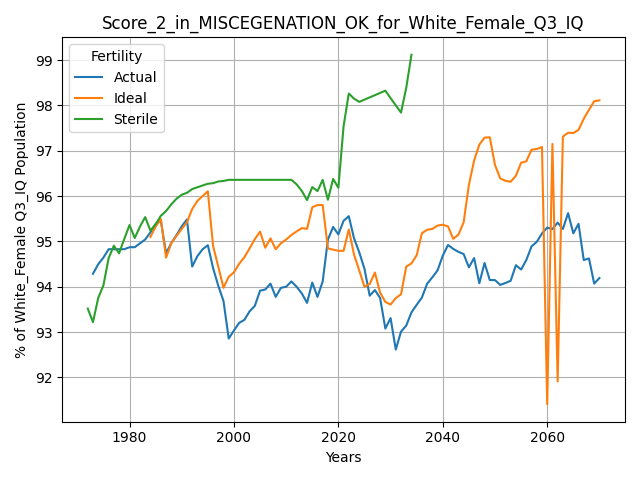 Score_2_in_MISCEGENATION_OK_for_White_Female_Q3_IQ
Fertility
Actual
Ideal
Sterile
% of White_Female Q3_IQ Population
99
98
97
96
95
94
93
92
1980
2000
2020
2040
2060
Years